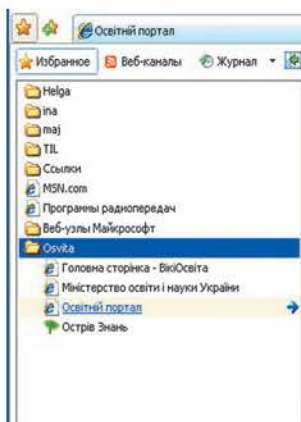 Освітній портал
Избранное Веб-каналы Журнал
Helga
ina
maj
TIL
Ссылки
MSN.com
Программы радиопередач
Веб-узлы Майкрософт
Osvita
Головна сторінка - ВікіОсвіта
Міністерство освіти і науки України
Освітній портал
Острів Знань